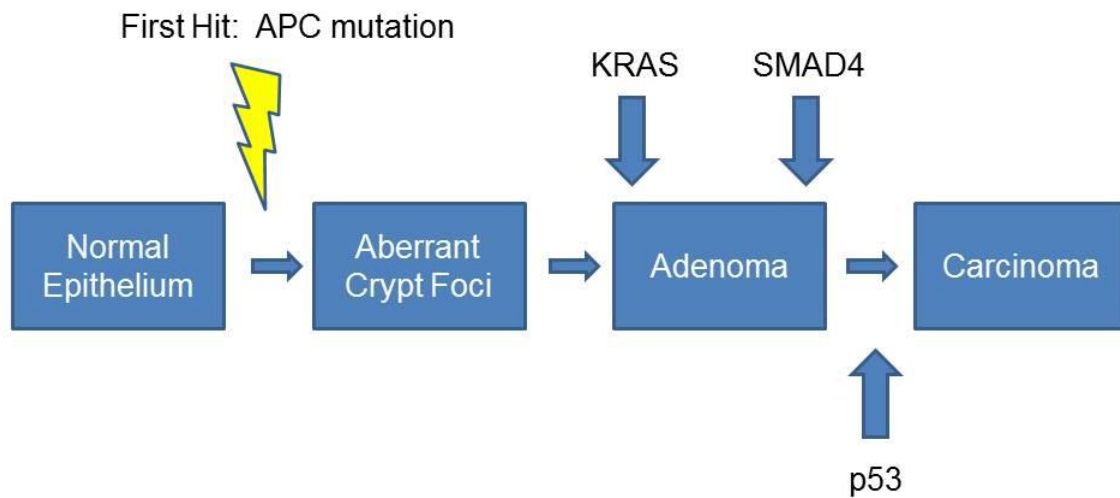 First Hit: APC mutation
KRAS
SMAD4
Normal
Epithelium
Aberrant
Crypt Foci
Adenoma
Carcinoma
p53